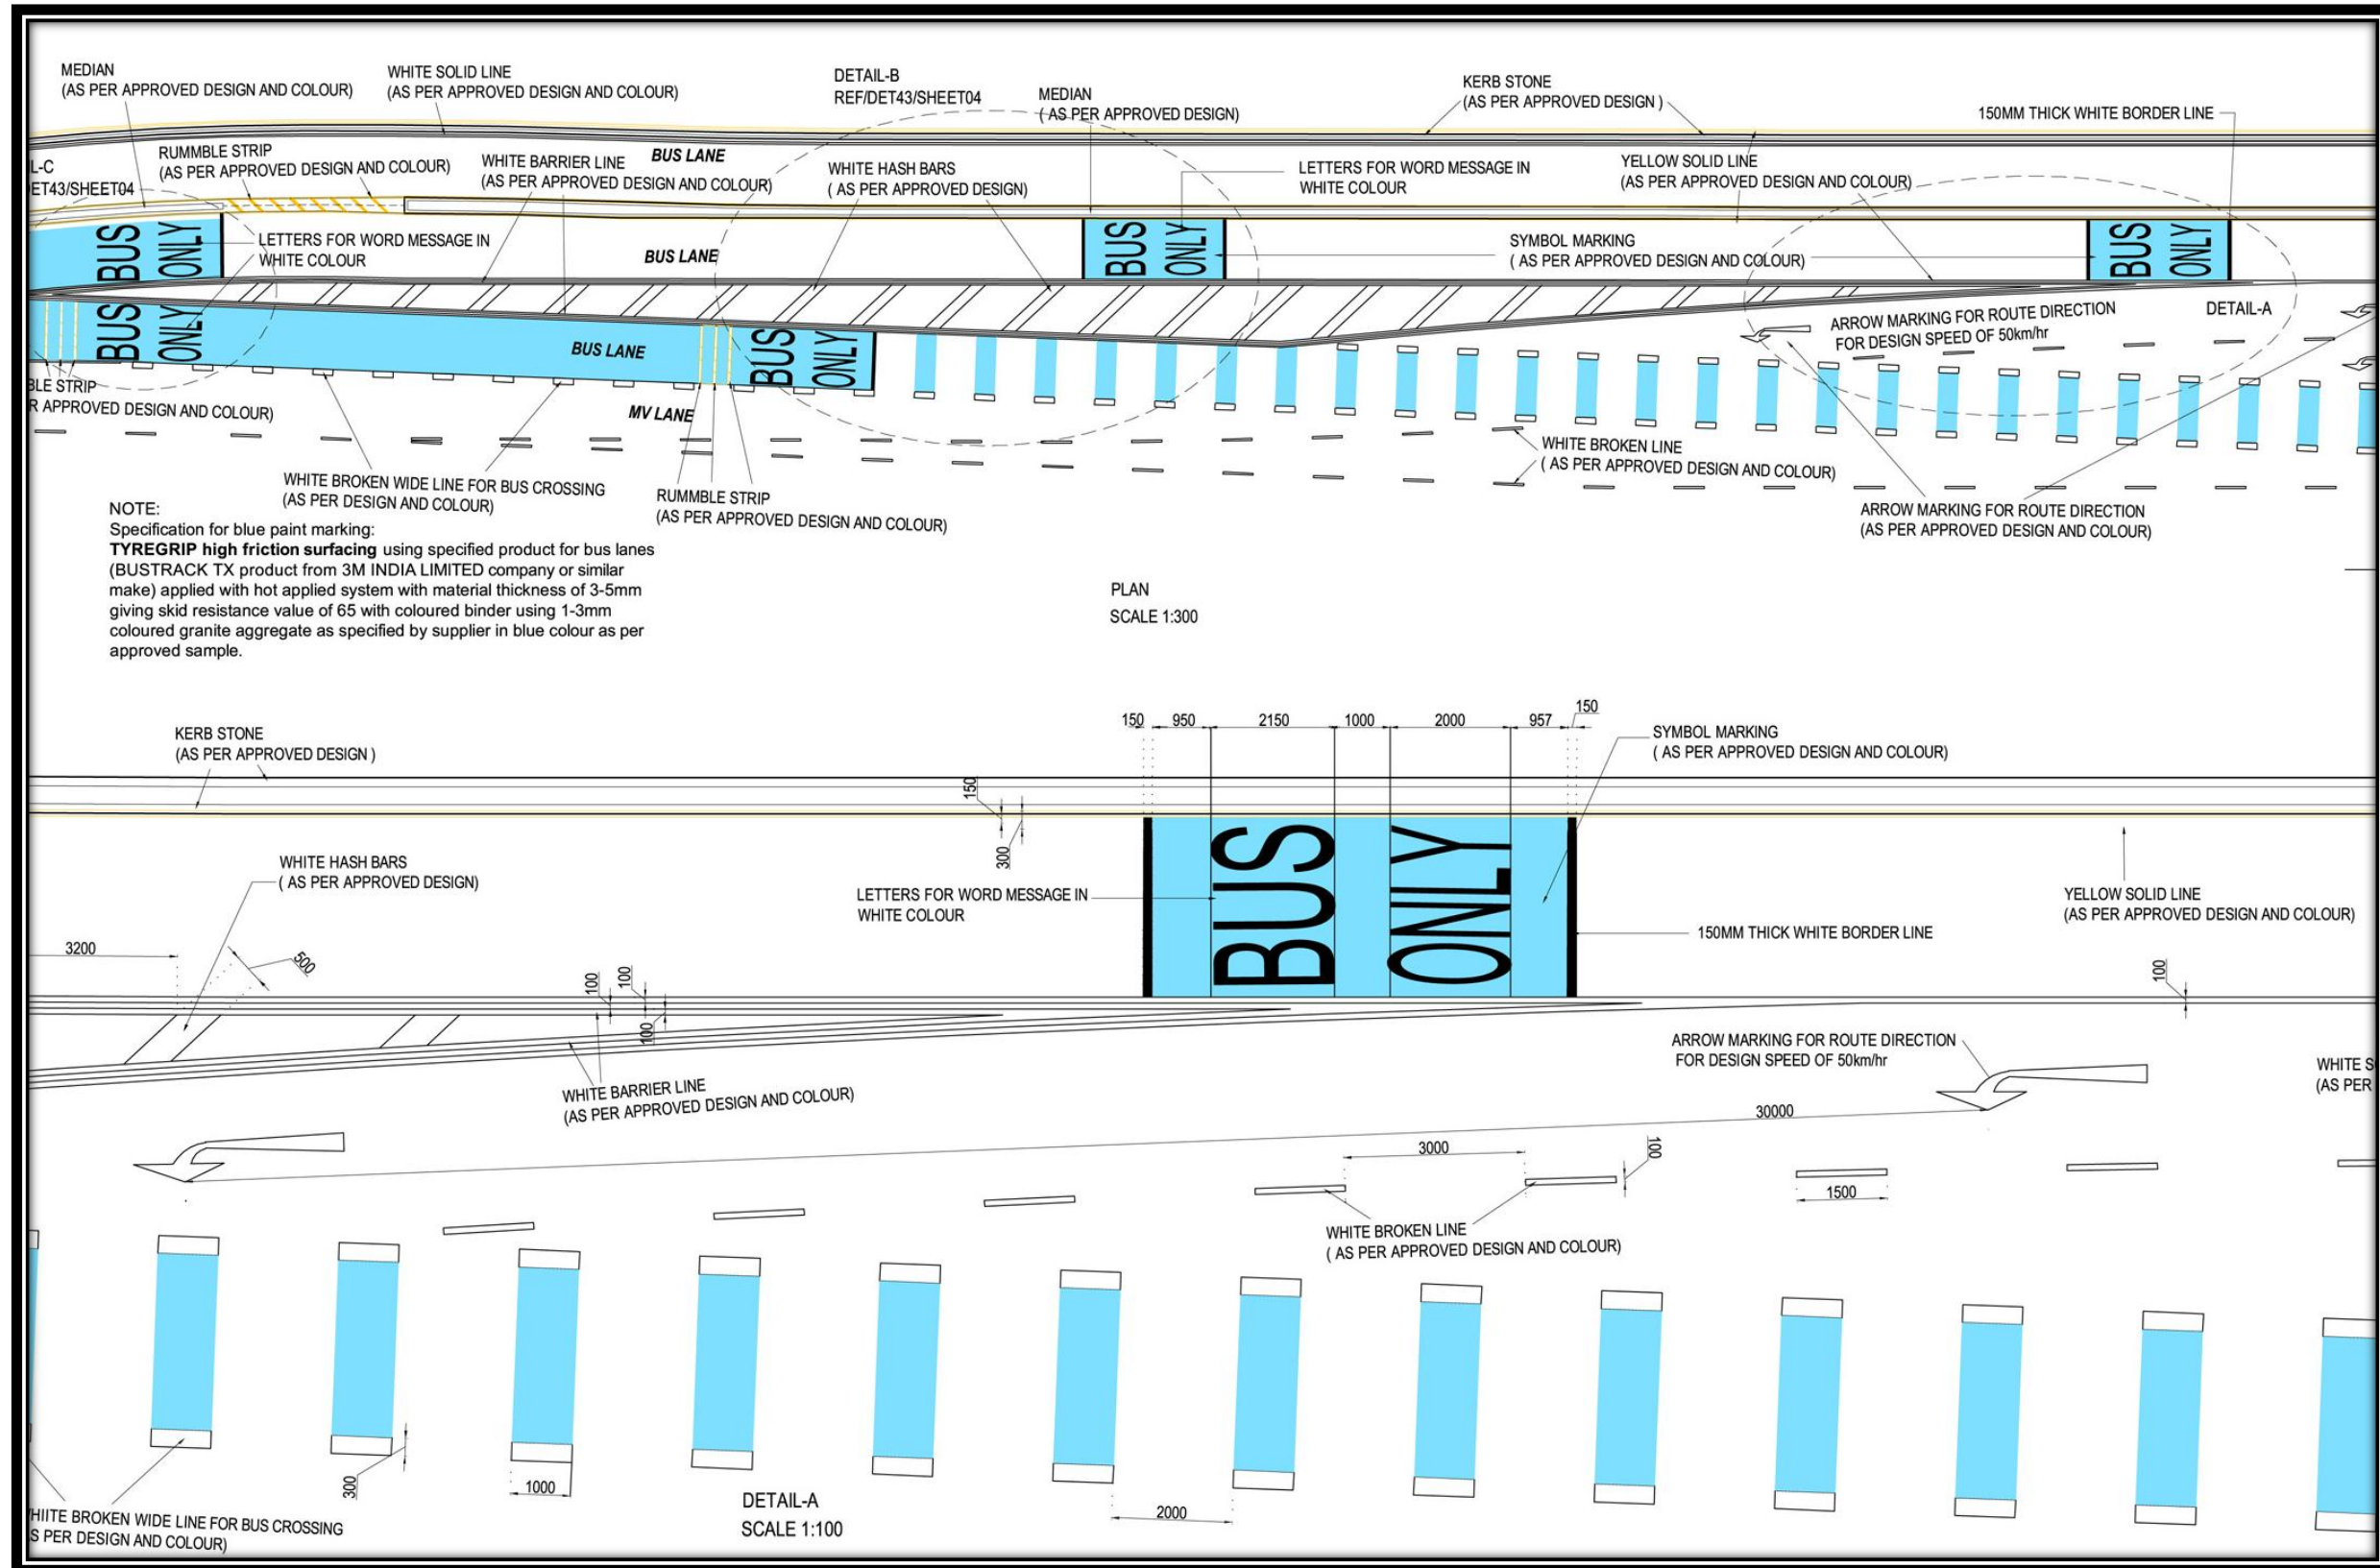 MEDIAN
(AS PER APPROVED DESIGN AND COLOUR)
WHITE SOLID LINE
(AS PER APPROVED DESIGN AND COLOUR)
DETAIL-B
REF/DET43/SHEET04
MEDIAN
( AS PER APPROVED DESIGN)
KERB STONE
(AS PER APPROVED DESIGN )
150MM THICK WHITE BORDER LINE
IL-C
DET43/SHEET04
RUMMBLE STRIP
(AS PER APPROVED DESIGN AND COLOUR)
WHITE BARRIER LINE
(AS PER APPROVED DESIGN AND COLOUR)
BUS LANE
WHITE HASH BARS
( AS PER APPROVED DESIGN)
LETTERS FOR WORD MESSAGE IN
WHITE COLOUR
YELLOW SOLID LINE
(AS PER APPROVED DESIGN AND COLOUR)
BUS
ONLY
LETTERS FOR WORD MESSAGE IN
WHITE COLOUR
BUS LANE
BUS
ONLY
SYMBOL MARKING
( AS PER APPROVED DESIGN AND COLOUR)
BUS
ONLY
BUS
ONLY
BUS LANE
BUS
ONLY
ARROW MARKING FOR ROUTE DIRECTION
FOR DESIGN SPEED OF 50km/hr
DETAIL-A
BLE STRIP
R APPROVED DESIGN AND COLOUR)
MV LANE
WHITE BROKEN WIDE LINE FOR BUS CROSSING
(AS PER DESIGN AND COLOUR)
RUMMBLE STRIP
(AS PER APPROVED DESIGN AND COLOUR)
WHITE BROKEN LINE
( AS PER APPROVED DESIGN AND COLOUR)
ARROW MARKING FOR ROUTE DIRECTION
(AS PER APPROVED DESIGN AND COLOUR)
NOTE:
Specification for blue paint marking:
TYREGRIP high friction surfacing using specified product for bus lanes
(BUSTRACK TX product from 3M INDIA LIMITED company or similar
make) applied with hot applied system with material thickness of 3-5mm
giving skid resistance value of 65 with coloured binder using 1-3mm
coloured granite aggregate as specified by supplier in blue colour as per
approved sample.
PLAN
SCALE 1:300
KERB STONE
(AS PER APPROVED DESIGN )
150
950
2150
1000
2000
957
150
SYMBOL MARKING
( AS PER APPROVED DESIGN AND COLOUR)
150
300
BUS
ONLY
WHITE HASH BARS
( AS PER APPROVED DESIGN)
LETTERS FOR WORD MESSAGE IN
WHITE COLOUR
YELLOW SOLID LINE
(AS PER APPROVED DESIGN AND COLOUR)
150MM THICK WHITE BORDER LINE
3200
500
100
100
100
100
WHITE BARRIER LINE
(AS PER APPROVED DESIGN AND COLOUR)
ARROW MARKING FOR ROUTE DIRECTION
FOR DESIGN SPEED OF 50km/hr
WHITE S
(AS PER
30000
3000
100
1500
WHITE BROKEN LINE
( AS PER APPROVED DESIGN AND COLOUR)
300
1000
2000
DETAIL-A
SCALE 1:100
WHIITE BROKEN WIDE LINE FOR BUS CROSSING
AS PER DESIGN AND COLOUR)